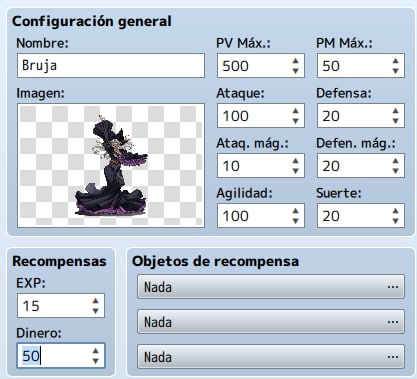 Configuración general
Nombre: PV Máx.: PM Máx.:
Bruja 500 50
Imagen: Ataque: Defensa:
100 20
Ataq. mág.: Defen. mág.:
10 20
Agilidad: Suerte:
100 20
Recompensas
EXP:
15
Dinero:
50
Objetos de recompensa
Nada ...
Nada ...
Nada ...